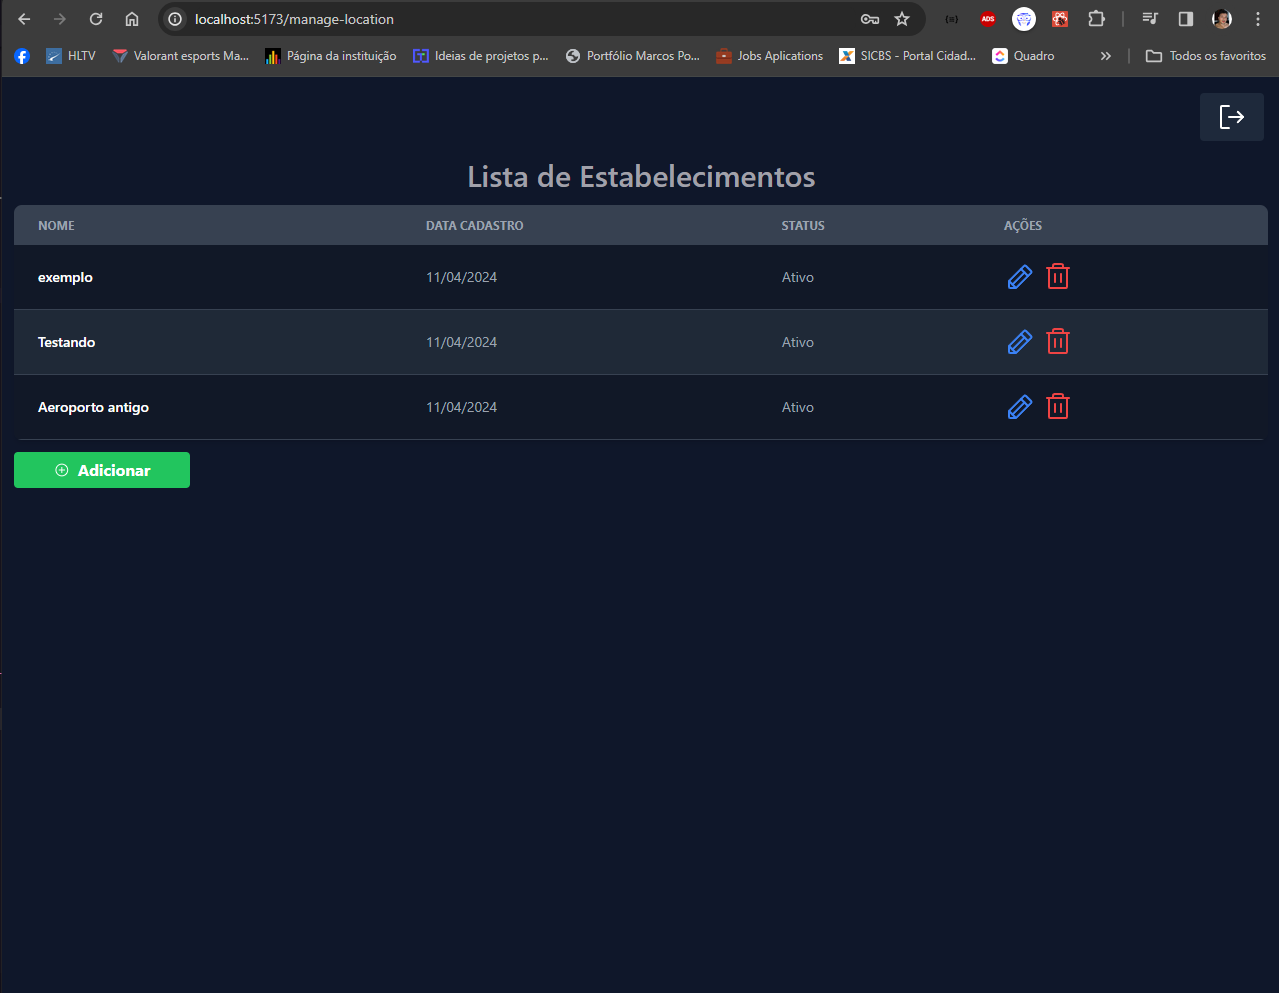 localhost:5173/manage-location
ADS
HLTV
Valorant esports Ma...
Página da instituição
Ideias de projetos p...
Portfólio Marcos Po...
Jobs Aplications
SICBS - Portal Cidad...
Quadro
Todos os favoritos
Lista de Estabelecimentos
NOME DATA CADASTRO STATUS AÇÕES
exemplo 11/04/2024 Ativo
Testando 11/04/2024 Ativo
Aeroporto antigo 11/04/2024 Ativo
Adicionar